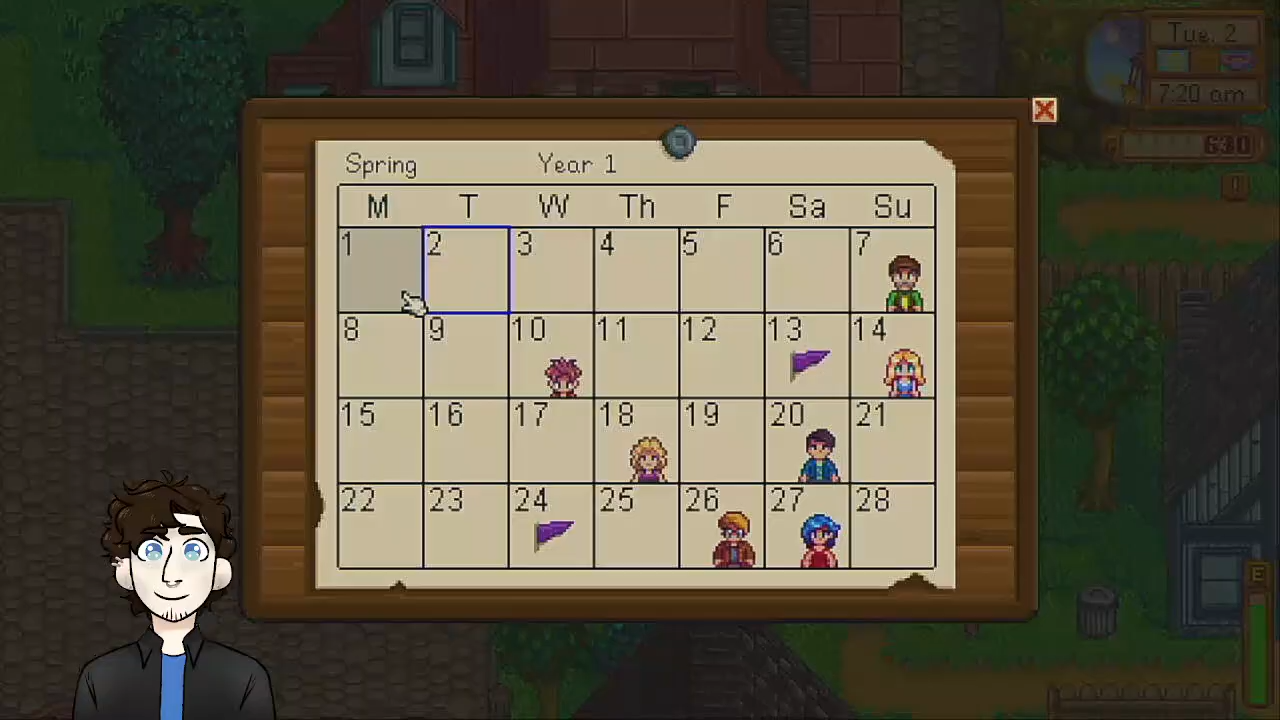 Tue. 2
7:20 am
630
Spring Year 1
M T W Th F Sa Su
1 2 3 4 5 6 7
8 9 10 11 12 13 14
15 16 17 18 19 20 21
22 23 24 25 26 27 28
E